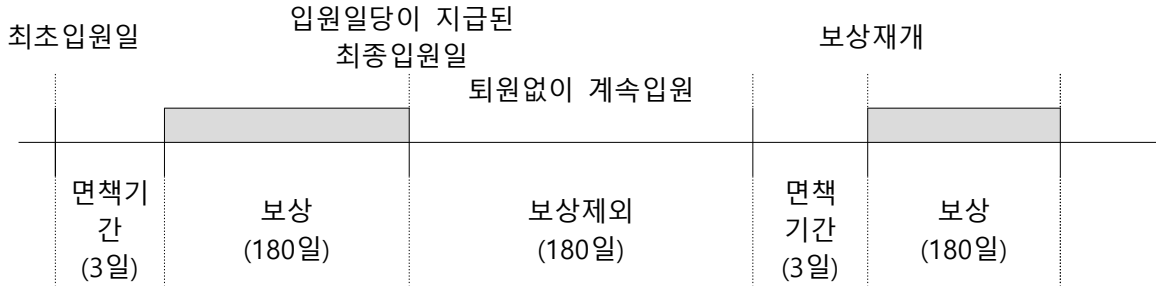 최초입원일
입원일당이 지급된
최종입원일
보상재개
퇴원없이 계속입원
면책기
간
(3일)
보상
(180일)
보상제외
(180일)
면책
기간
(3일)
보상
(180일)